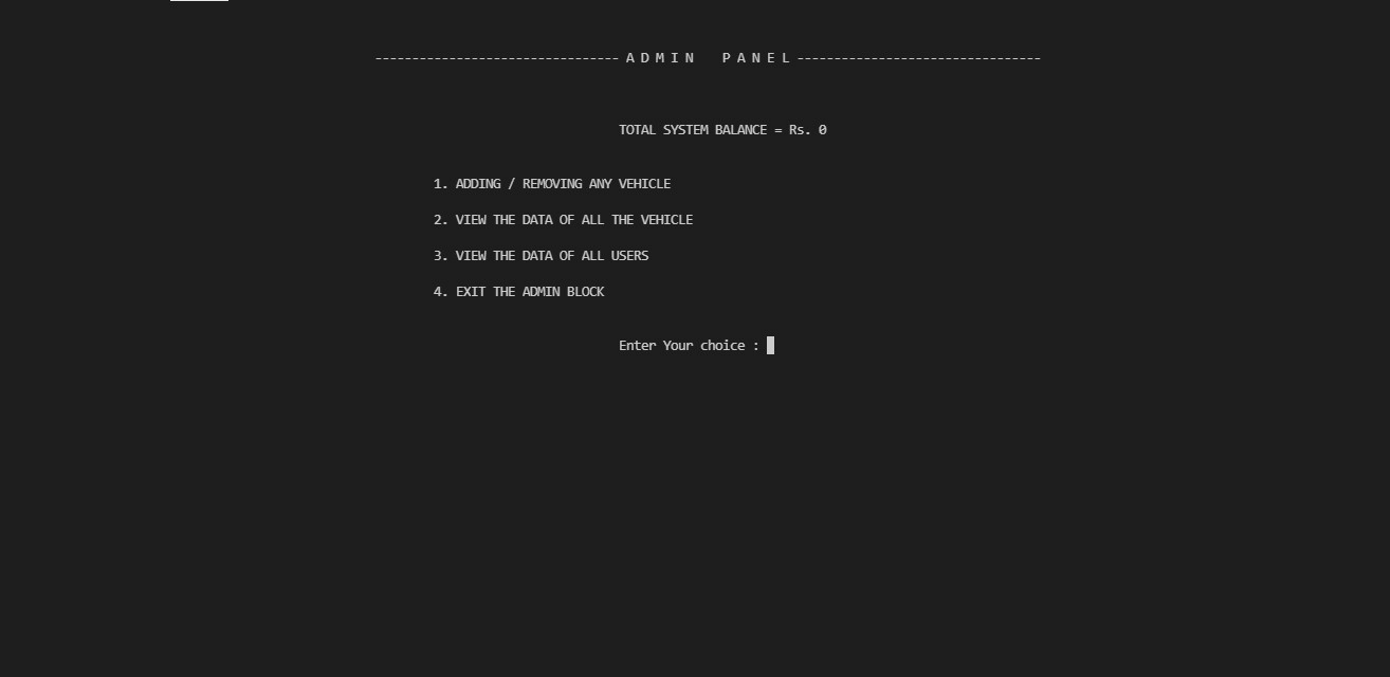 --------------------------------- A D M I N   P A N E L ---------------------------------
TOTAL SYSTEM BALANCE = Rs. 0
1. ADDING / REMOVING ANY VEHICLE
2. VIEW THE DATA OF ALL THE VEHICLE
3. VIEW THE DATA OF ALL USERS
4. EXIT THE ADMIN BLOCK
Enter Your choice :